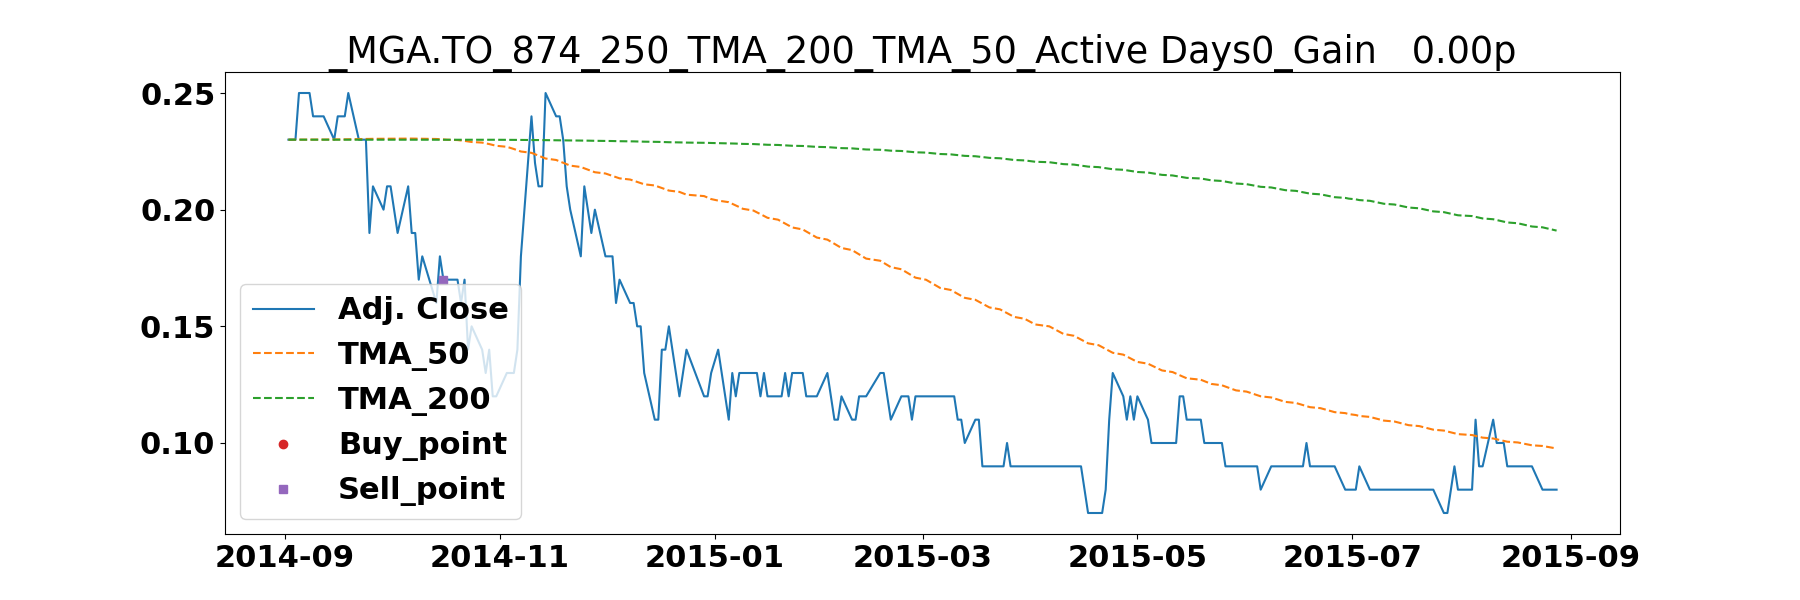 _MGA.TO_874_250_TMA_200_TMA_50_Active Days0_Gain   0.00p
0.25
0.20
0.15
0.10
Adj. Close
TMA_50
TMA_200
Buy_point
Sell_point
2014-09 2014-11 2015-01 2015-03 2015-05 2015-07 2015-09